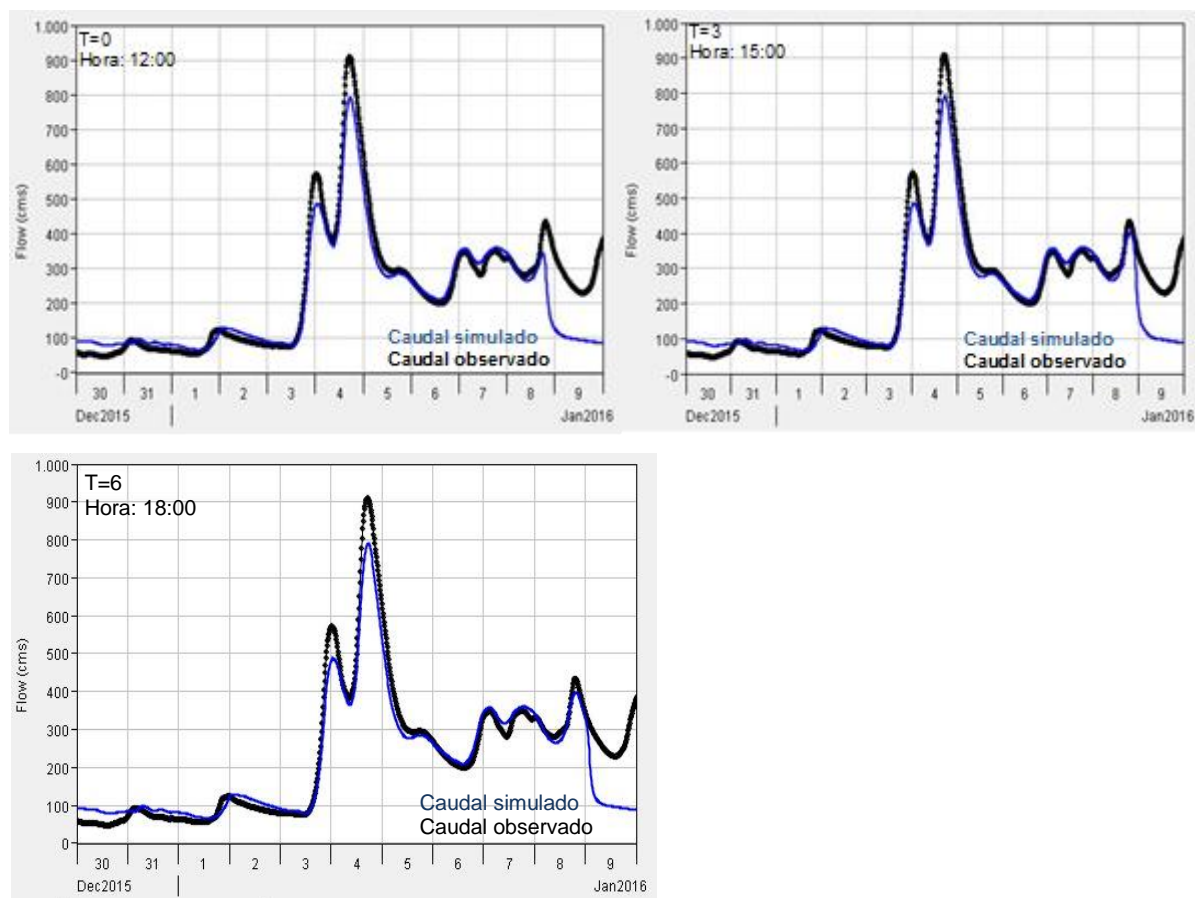 1.000
T=0
Hora: 12:00
900
800
700
600
500
400
300
200
100
-0
Flow (cms)
Caudal simulado
Caudal observado
30 31 1 2 3 4 5 6 7 8 9
Dec2015 Jan2016
1.000
T=3
Hora: 15:00
900
800
700
600
500
400
300
200
100
-0
Flow (cms)
Caudal simulado
Caudal observado
30 31 1 2 3 4 5 6 7 8 9
Dec2015 Jan2016
1.000
T=6
Hora: 18:00
900
800
700
600
500
400
300
200
100
0
Flow (cms)
Caudal simulado
Caudal observado
30 31 1 2 3 4 5 6 7 8 9
Dec2015 Jan2016